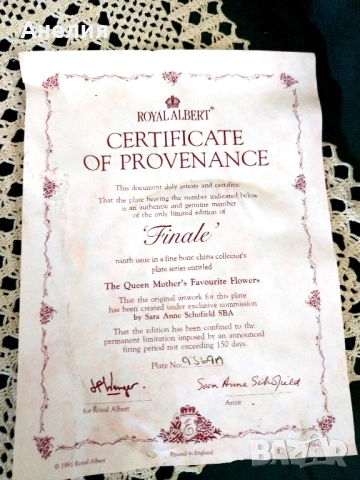 Анедия
ROYAL ALBERT®
CERTIFICATE
OF PROVENANCE
This document duly attests and certifies
That the plate bearing the number indicated below
is an authentic and genuine member
of the only limited edition of
'Finale'
ninth issue in a fine bone china collector's
plate series entitled
The Queen Mother's Favourite Flowers
That the original artwork for this plate
has been created under exclusive commission
by Sara Anne Schofield SBA
That the edition has been confined to the
permanent limitation imposed by an announced
firing period not exceeding 150 days.
Plate No.
for Royal Albert
Sara Anne Schofield
Artist
© 1991 Royal Albert
Printed in England
BAZAR.BG